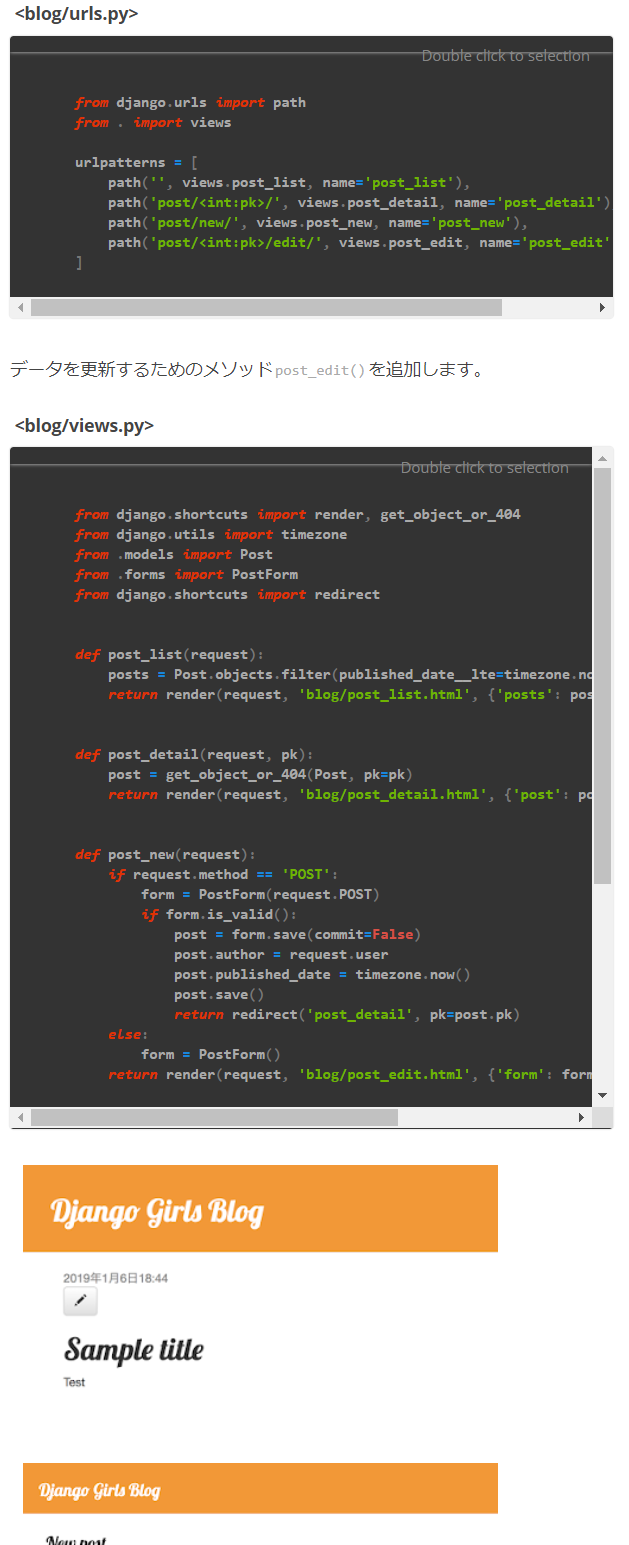 <blog/urls.py>
Double click to selection
from django.urls import path
from . import views
urlpatterns = [
path('', views.post_list, name='post_list'),
path('post/<int:pk>/', views.post_detail, name='post_detail')
path('post/new/', views.post_new, name='post_new'),
path('post/<int:pk>/edit/', views.post_edit, name='post_edit'
]
データを更新するためのメソッドpost_edit()を追加します。
<blog/views.py>
Double click to selection
from django.shortcuts import render, get_object_or_404
from django.utils import timezone
from .models import Post
from .forms import PostForm
from django.shortcuts import redirect
def post_list(request):
posts = Post.objects.filter(published_date__lte=timezone.no
return render(request, 'blog/post_list.html', {'posts': pos
def post_detail(request, pk):
post = get_object_or_404(Post, pk=pk)
return render(request, 'blog/post_detail.html', {'post': po
def post_new(request):
if request.method == 'POST':
form = PostForm(request.POST)
if form.is_valid():
post = form.save(commit=False)
post.author = request.user
post.published_date = timezone.now()
post.save()
return redirect('post_detail', pk=post.pk)
else:
form = PostForm()
return render(request, 'blog/post_edit.html', {'form': form
Django Girls Blog
2019年1月6日18:44
Sample title
Test
Django Girls Blog
New post